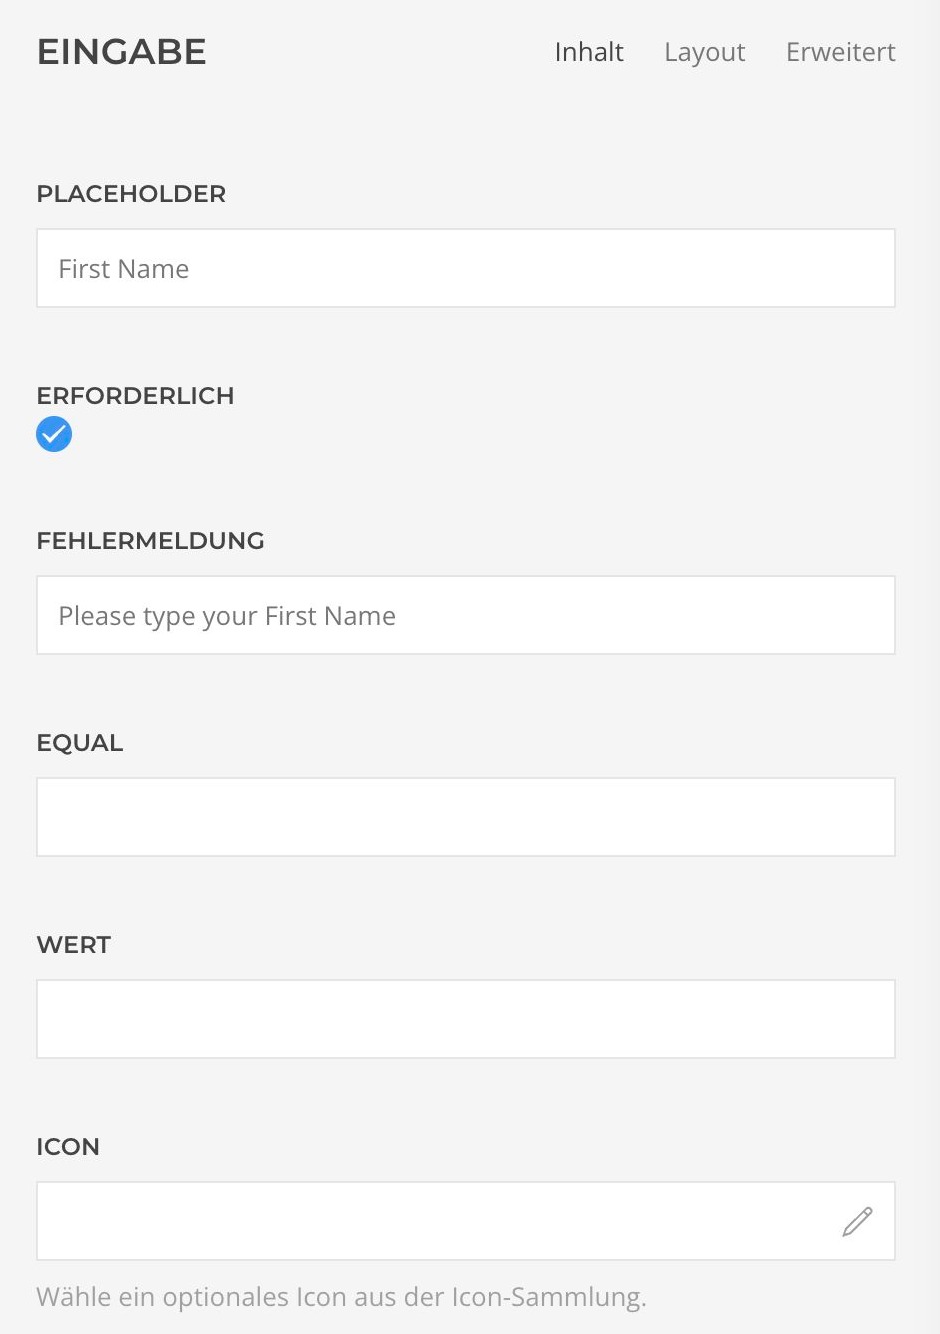 EINGABE
Inhalt Layout Erweitert
PLACEHOLDER
First Name
ERFORDERLICH
FEHLERMELDUNG
Please type your First Name
EQUAL
WERT
ICON
Wähle ein optionales Icon aus der Icon-Sammlung.